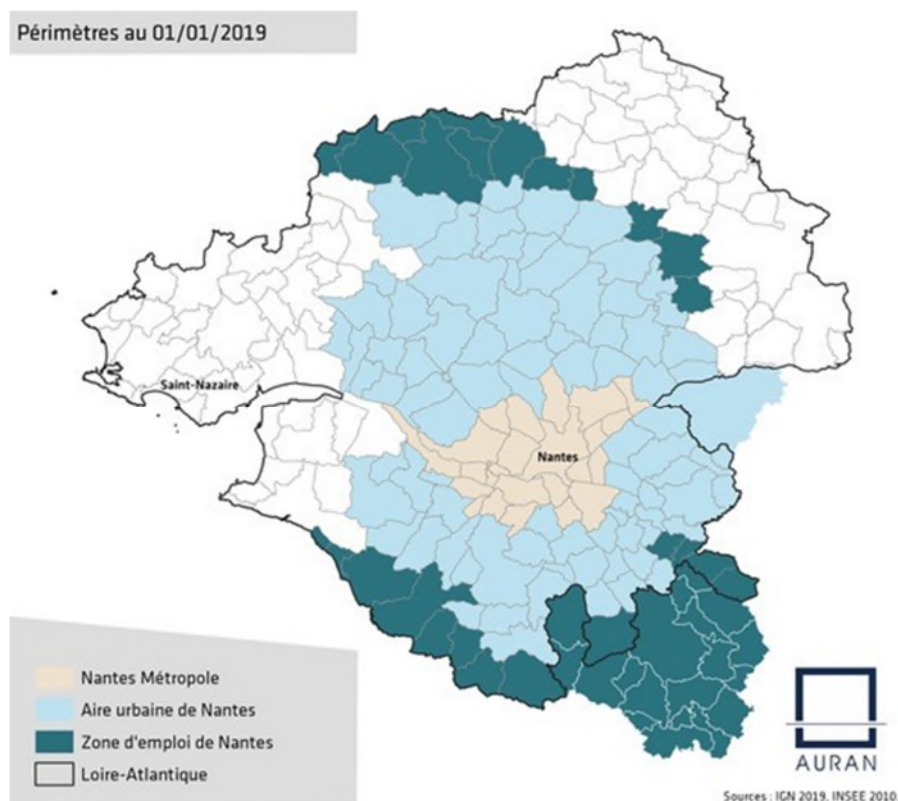 Périmètres au 01/01/2019
Saint-Nazaire
Nantes
Nantes Métropole
Aire urbaine de Nantes
Zone d'emploi de Nantes
Loire-Atlantique
AURAN
Sources : IGN 2019, INSEE 2010.